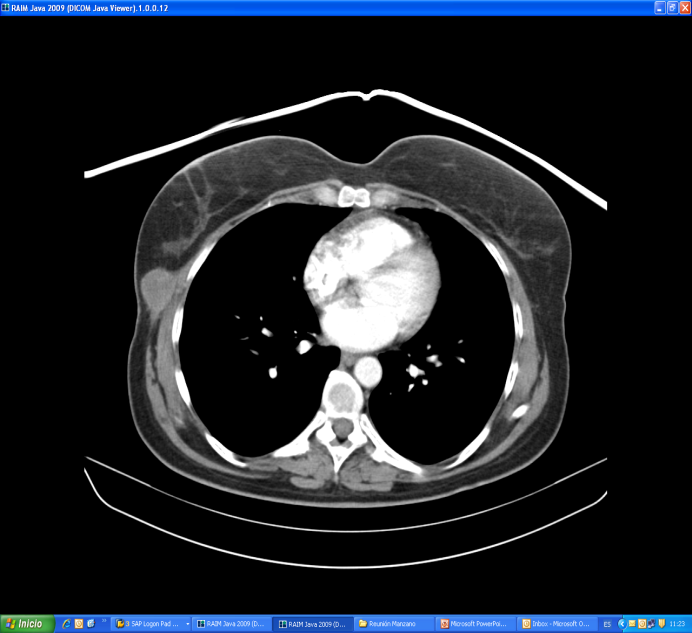 RAIM Java 2009 (DICOM Java Viewer).1.0.0.12
Inicio
3 SAP Logon Pad ...
RAIM Java 2009 (D...
RAIM Java 2009 (D...
Reunión Manzano
Microsoft PowerPoi...
Inbox - Microsoft O...
ES
11:23